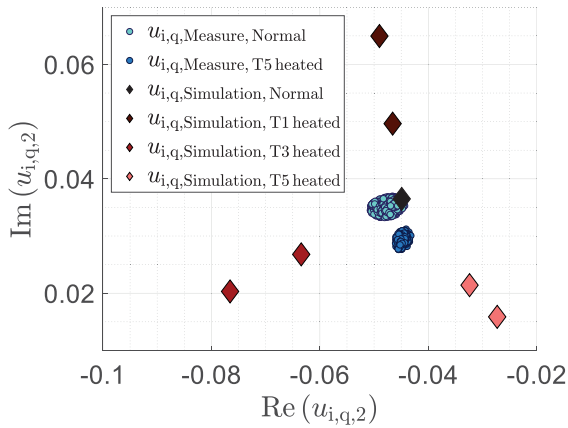 u_{i,q,Measure, Normal}
u_{i,q,Measure, T5 heated}
u_{i,q,Simulation, Normal}
u_{i,q,Simulation, T1 heated}
u_{i,q,Simulation, T3 heated}
u_{i,q,Simulation, T5 heated}
Im (u_{i,q,2})
0.06
0.04
0.02
-0.1 -0.08 -0.06 -0.04 -0.02
Re (u_{i,q,2})